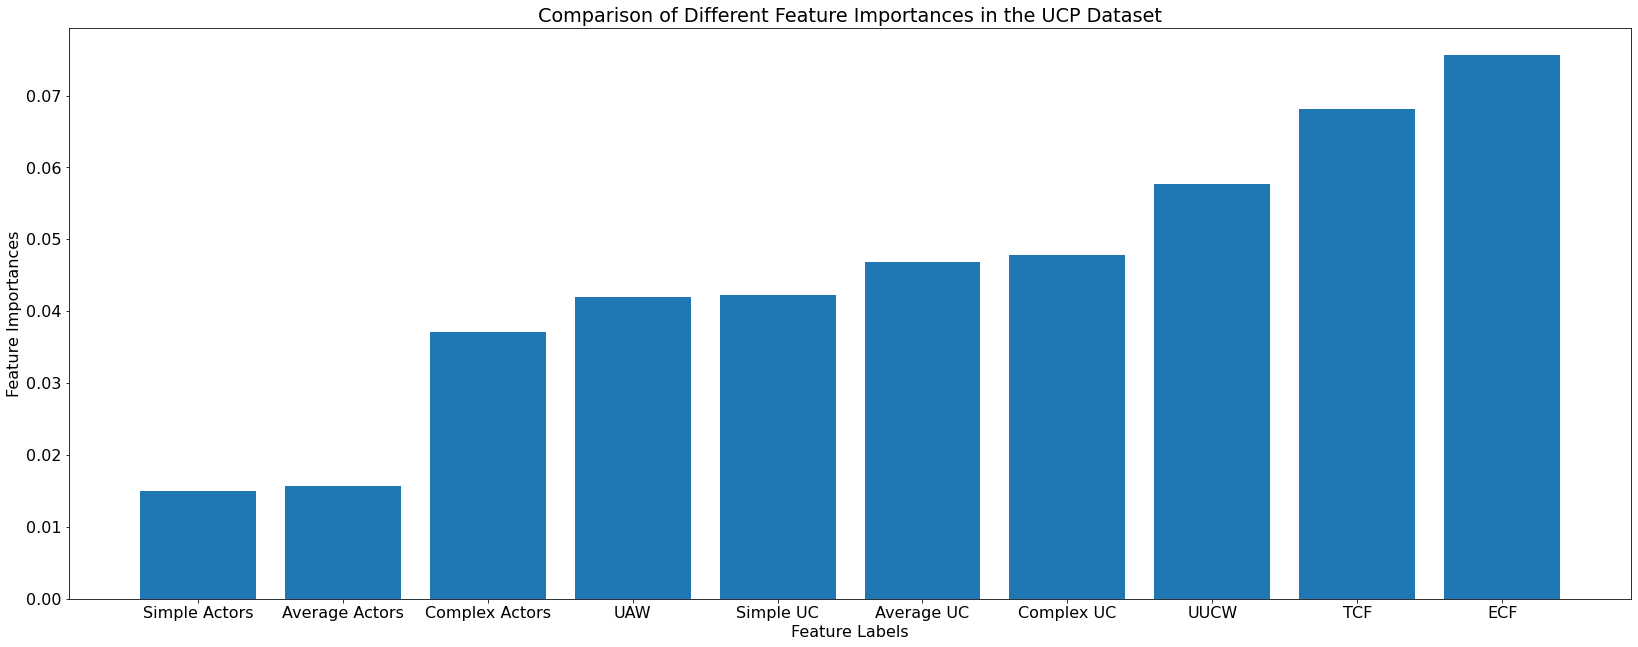 Comparison of Different Feature Importances in the UCP Dataset
Feature Importances
0.07
0.06
0.05
0.04
0.03
0.02
0.01
0.00
Simple Actors Average Actors Complex Actors UAW Simple UC Average UC Complex UC UUCW TCF ECF
Feature Labels